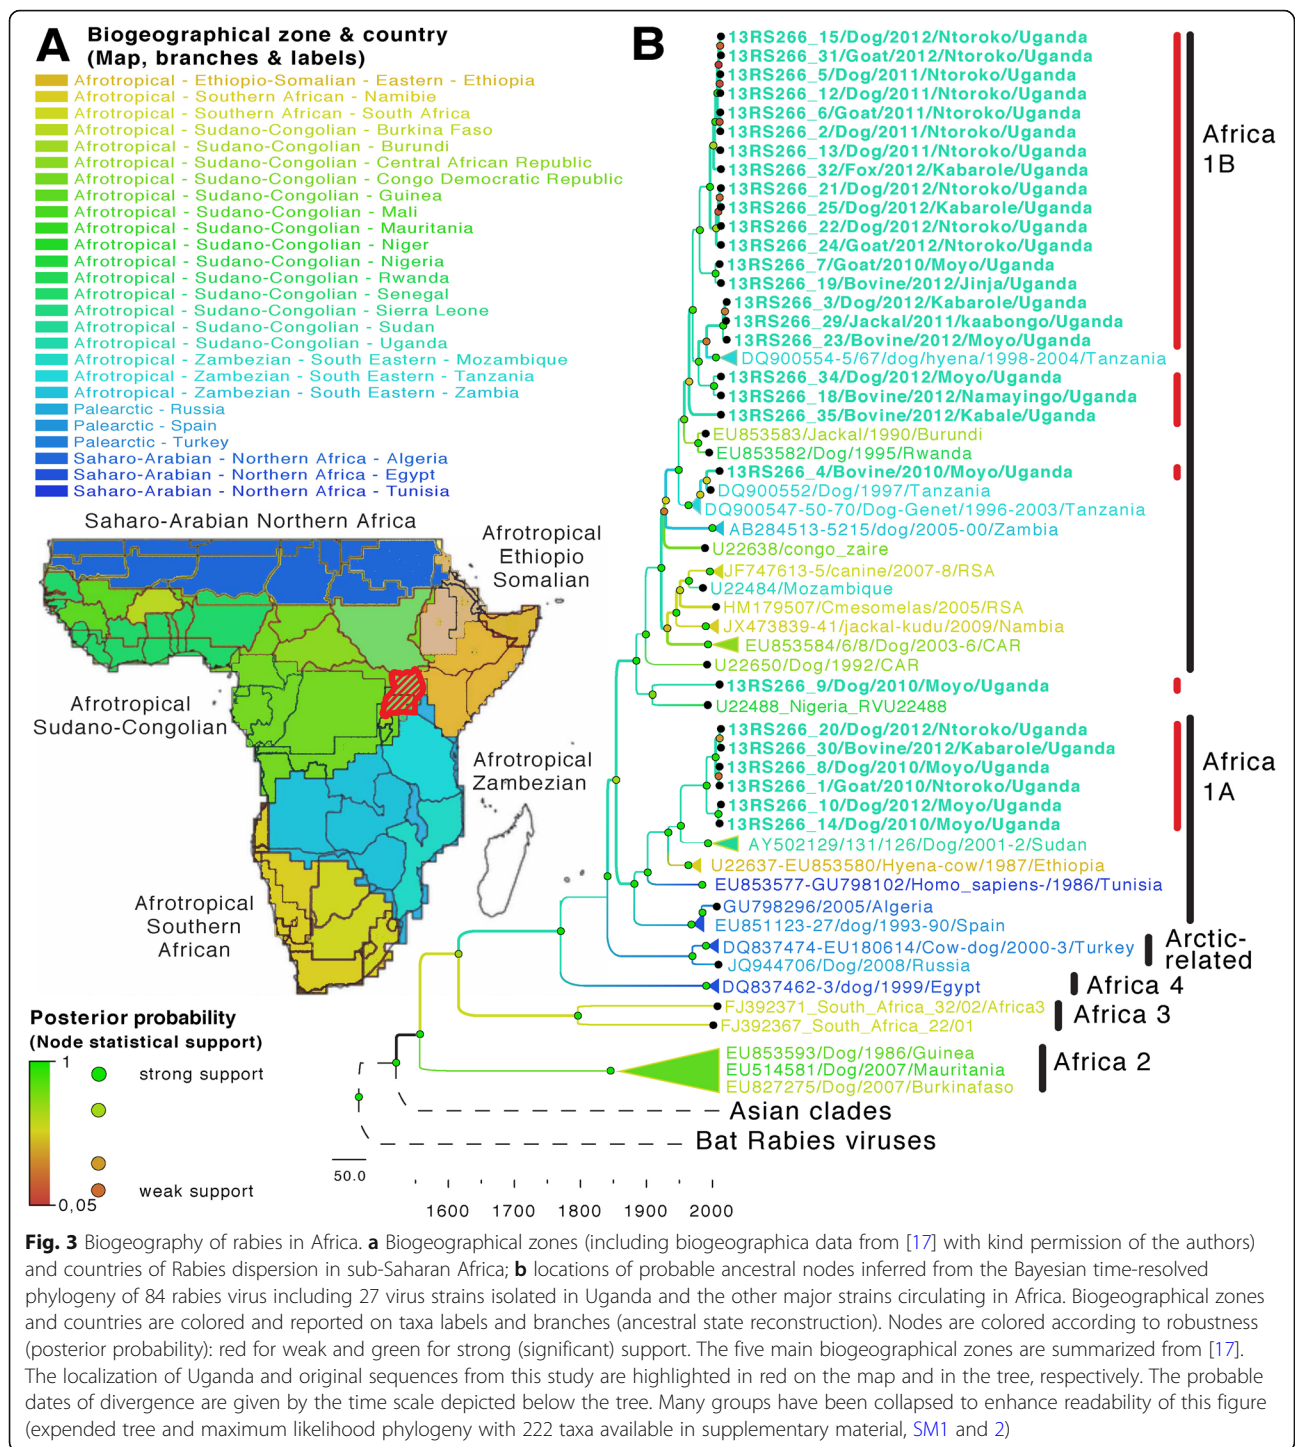 A Biogeographical zone & country
(Map, branches & labels)
Afrotropical - Ethiopio-Somalian - Eastern - Ethiopia
Afrotropical - Southern African - Namibie
Afrotropical - Southern African - South Africa
Afrotropical - Sudano-Congolian - Burkina Faso
Afrotropical - Sudano-Congolian - Burundi
Afrotropical - Sudano-Congolian - Central African Republic
Afrotropical - Sudano-Congolian - Congo Democratic Republic
Afrotropical - Sudano-Congolian - Guinea
Afrotropical - Sudano-Congolian - Mali
Afrotropical - Sudano-Congolian - Mauritania
Afrotropical - Sudano-Congolian - Niger
Afrotropical - Sudano-Congolian - Nigeria
Afrotropical - Sudano-Congolian - Rwanda
Afrotropical - Sudano-Congolian - Senegal
Afrotropical - Sudano-Congolian - Sierra Leone
Afrotropical - Sudano-Congolian - Sudan
Afrotropical - Sudano-Congolian - Uganda
Afrotropical - Zambezian - South Eastern - Mozambique
Afrotropical - Zambezian - South Eastern - Tanzania
Afrotropical - Zambezian - South Eastern - Zambia
Palearctic - Russia
Palearctic - Spain
Palearctic - Turkey
Saharo-Arabian - Northern Africa - Algeria
Saharo-Arabian - Northern Africa - Egypt
Saharo-Arabian - Northern Africa - Tunisia
Saharo-Arabian Northern Africa
Afrotropical
Ethiopio
Somalian
Afrotropical
Sudano-Congolian
Afrotropical
Zambezian
Afrotropical
Southern
African
Posterior probability
(Node statistical support)
1
strong support
weak support
0,05
B
13RS266_15/Dog/2012/Ntoroko/Uganda
13RS266_31/Goat/2012/Ntoroko/Uganda
13RS266_5/Dog/2011/Ntoroko/Uganda
13RS266_12/Dog/2011/Ntoroko/Uganda
13RS266_6/Goat/2011/Ntoroko/Uganda
13RS266_2/Dog/2011/Ntoroko/Uganda
13RS266_13/Dog/2011/Ntoroko/Uganda
13RS266_32/Fox/2012/Kabarole/Uganda
13RS266_21/Dog/2012/Ntoroko/Uganda
13RS266_25/Dog/2012/Kabarole/Uganda
13RS266_22/Dog/2012/Ntoroko/Uganda
13RS266_24/Goat/2012/Ntoroko/Uganda
13RS266_7/Goat/2010/Moyo/Uganda
13RS266_19/Bovine/2012/Jinja/Uganda
13RS266_3/Dog/2012/Kabarole/Uganda
13RS266_29/Jackal/2011/kaabongo/Uganda
13RS266_23/Bovine/2012/Moyo/Uganda
DQ900554-5/67/dog/hyena/1998-2004/Tanzania
13RS266_34/Dog/2012/Moyo/Uganda
13RS266_18/Bovine/2012/Namayingo/Uganda
13RS266_35/Bovine/2012/Kabale/Uganda
EU853583/Jackal/1990/Burundi
EU853582/Dog/1995/Rwanda
13RS266_4/Bovine/2010/Moyo/Uganda
DQ900552/Dog/1997/Tanzania
DQ900547-50-70/Dog-Genet/1996-2003/Tanzania
AB284513-5215/dog/2005-00/Zambia
U22638/congo_zaire
JF747613-5/canine/2007-8/RSA
U22484/Mozambique
HM179507/Cmesomelas/2005/RSA
JX473839-41/jackal-kudu/2009/Nambia
EU853584/6/8/Dog/2003-6/CAR
U22650/Dog/1992/CAR
13RS266_9/Dog/2010/Moyo/Uganda
U22488_Nigeria_RVU22488
13RS266_20/Dog/2012/Ntoroko/Uganda
13RS266_30/Bovine/2012/Kabarole/Uganda
13RS266_8/Dog/2010/Moyo/Uganda
13RS266_1/Goat/2010/Ntoroko/Uganda
13RS266_10/Dog/2012/Moyo/Uganda
13RS266_14/Dog/2010/Moyo/Uganda
AY502129/131/126/Dog/2001-2/Sudan
U22637-EU853580/Hyena-cow/1987/Ethiopia
EU853577-GU798102/Homo_sapiens-/1986/Tunisia
GU798296/2005/Algeria
EU851123-27/dog/1993-90/Spain
DQ837474-EU180614/Cow-dog/2000-3/Turkey
JQ944706/Dog/2008/Russia
DQ837462-3/dog/1999/Egypt
FJ392371_South_Africa_32/02/Africa3
FJ392367_South_Africa_22/01
EU853593/Dog/1986/Guinea
EU514581/Dog/2007/Mauritania
EU827275/Dog/2007/Burkinafaso
Asian clades
Bat Rabies viruses
Africa
1B
Africa
1A
Arctic-
related
Africa 4
Africa 3
Africa 2
50.0
1600 1700 1800 1900 2000
Fig. 3 Biogeography of rabies in Africa. a Biogeographical zones (including biogeographica data from [17] with kind permission of the authors)
and countries of Rabies dispersion in sub-Saharan Africa; b locations of probable ancestral nodes inferred from the Bayesian time-resolved
phylogeny of 84 rabies virus including 27 virus strains isolated in Uganda and the other major strains circulating in Africa. Biogeographical zones
and countries are colored and reported on taxa labels and branches (ancestral state reconstruction). Nodes are colored according to robustness
(posterior probability): red for weak and green for strong (significant) support. The five main biogeographical zones are summarized from [17].
The localization of Uganda and original sequences from this study are highlighted in red on the map and in the tree, respectively. The probable
dates of divergence are given by the time scale depicted below the tree. Many groups have been collapsed to enhance readability of this figure
(expended tree and maximum likelihood phylogeny with 222 taxa available in supplementary material, SM1 and 2)